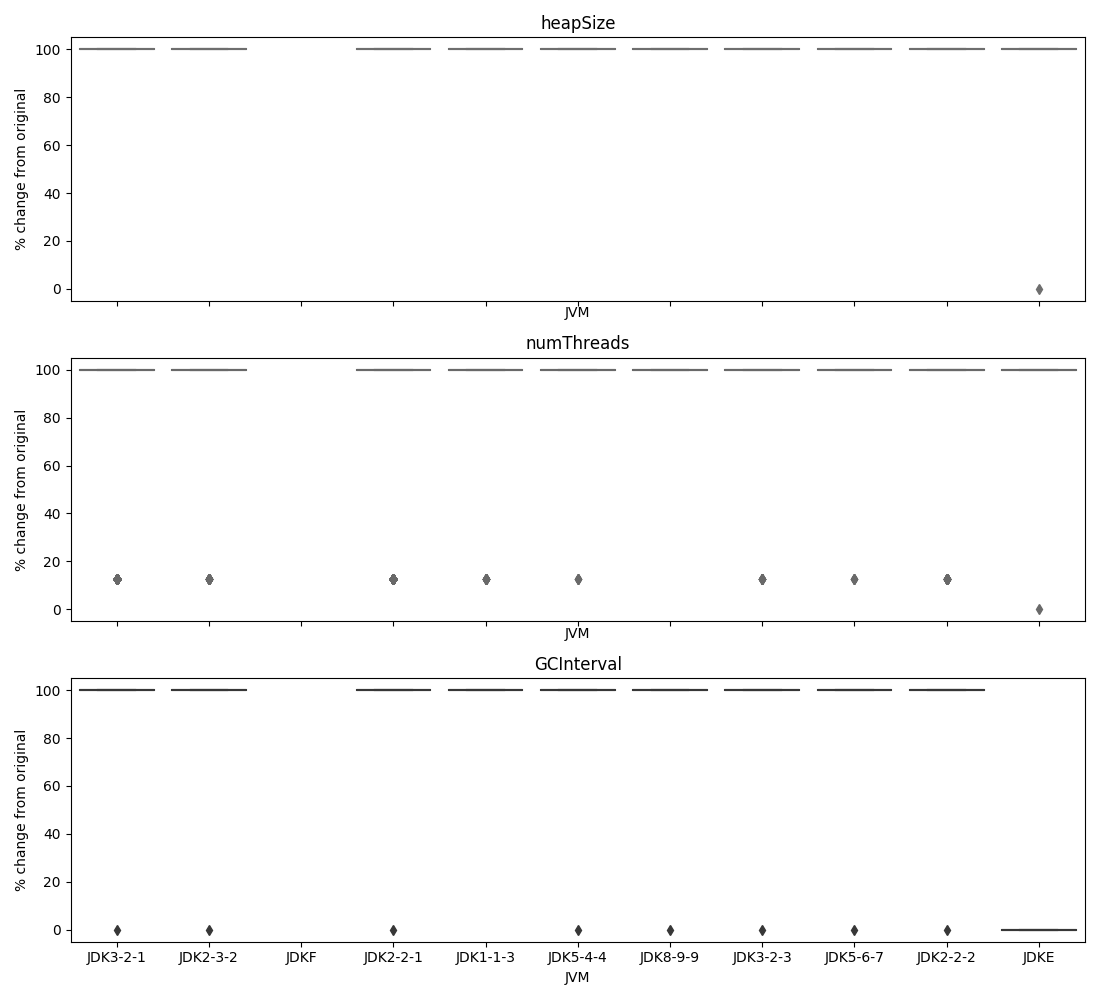 heapSize
100
80
60
40
20
0
% change from original
JVM
numThreads
100
80
60
40
20
0
% change from original
JVM
GCInterval
100
80
60
40
20
0
% change from original
JDK3-2-1 JDK2-3-2 JDKF JDK2-2-1 JDK1-1-3 JDK5-4-4 JDK8-9-9 JDK3-2-3 JDK5-6-7 JDK2-2-2 JDKE
JVM